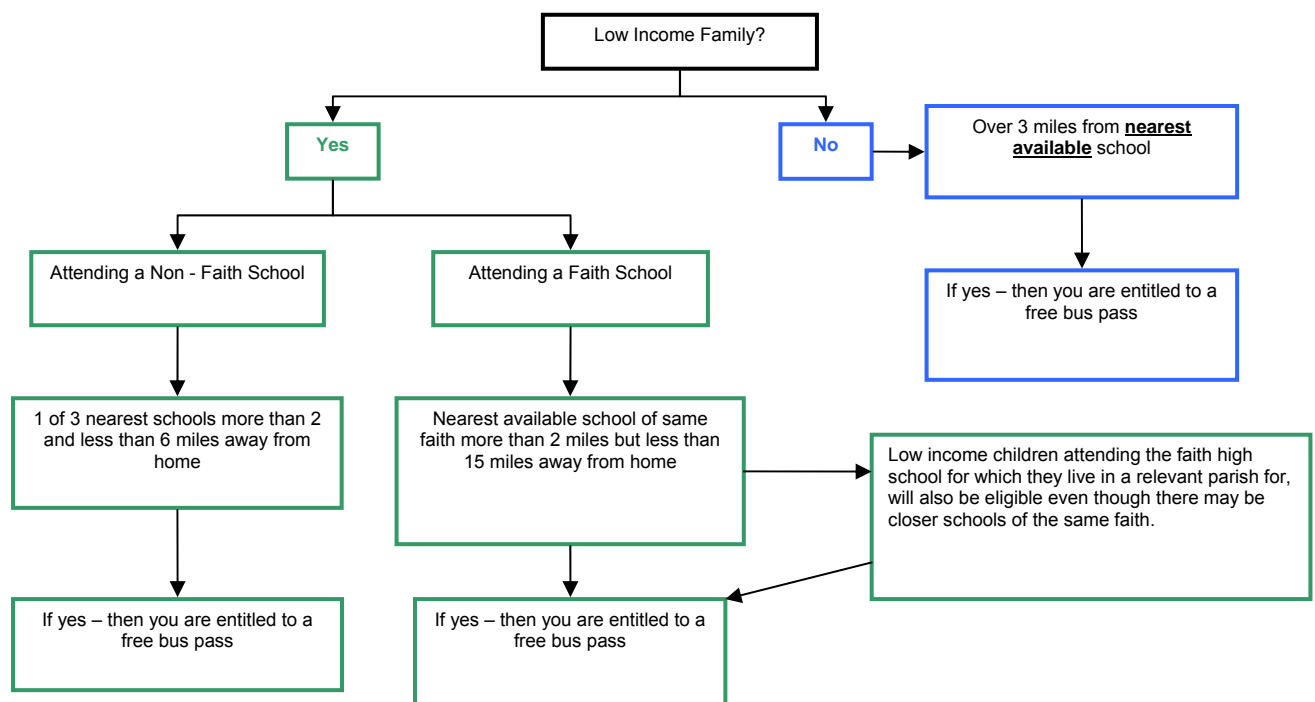 Low Income Family?
Yes
No
Over 3 miles from nearest
available school
Attending a Non - Faith School
Attending a Faith School
If yes – then you are entitled to a
free bus pass
1 of 3 nearest schools more than 2
and less than 6 miles away from
home
Nearest available school of same
faith more than 2 miles but less than
15 miles away from home
Low income children attending the faith high
school for which they live in a relevant parish for,
will also be eligible even though there may be
closer schools of the same faith.
If yes – then you are entitled to a
free bus pass
If yes – then you are entitled to a
free bus pass